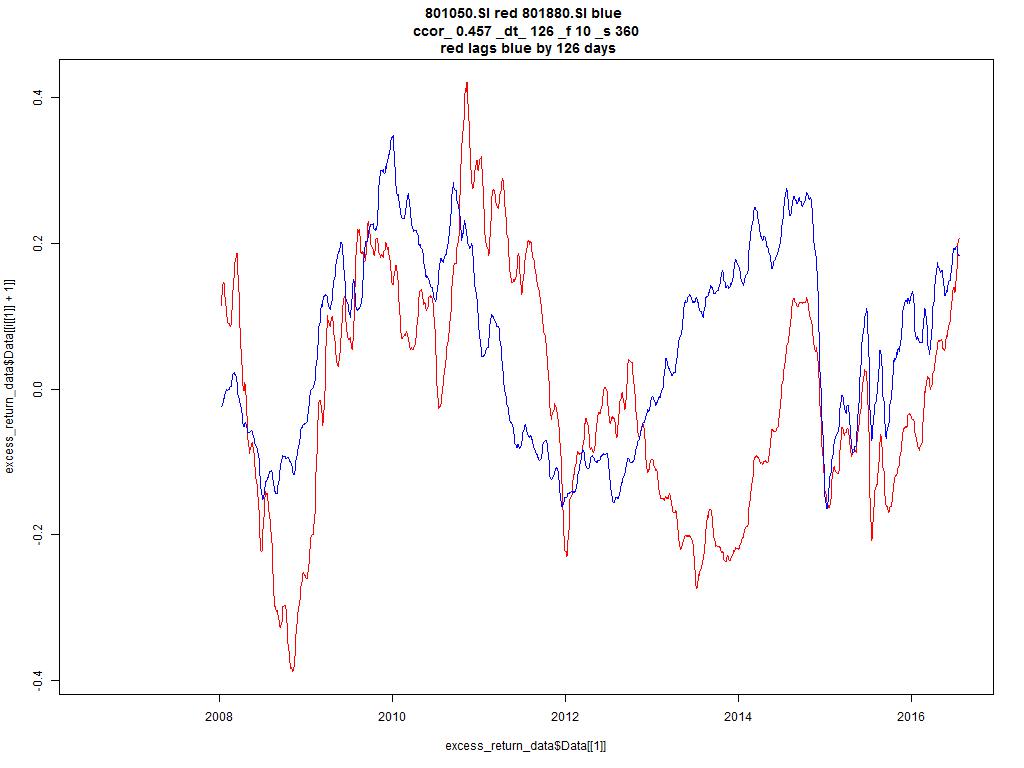 801050.SI red 801880.SI blue
ccor_ 0.457 _dt_ 126 _f 10 _s 360
red lags blue by 126 days
0.4
0.2
0.0
-0.2
-0.4
excess_return_data$Data[[i[1]] + 1]]
2008 2010 2012 2014 2016
excess_return_data$Data[[1]]